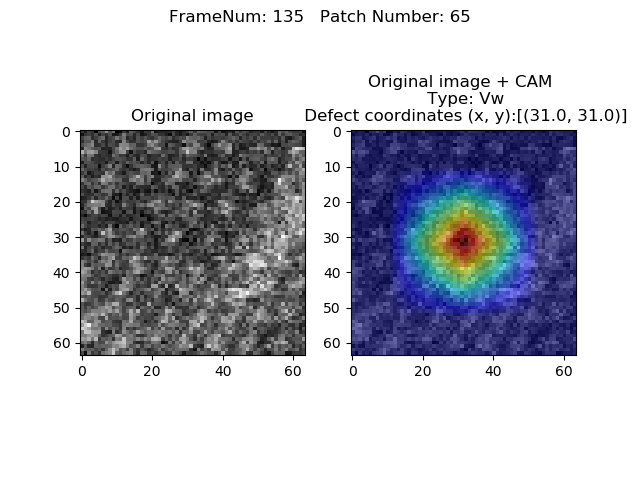 FrameNum: 135   Patch Number: 65
Original image
0
10
20
30
40
50
60
0 20 40 60
Original image + CAM
Type: Vw
Defect coordinates (x, y):[(31.0, 31.0)]
0
10
20
30
40
50
60
0 20 40 60